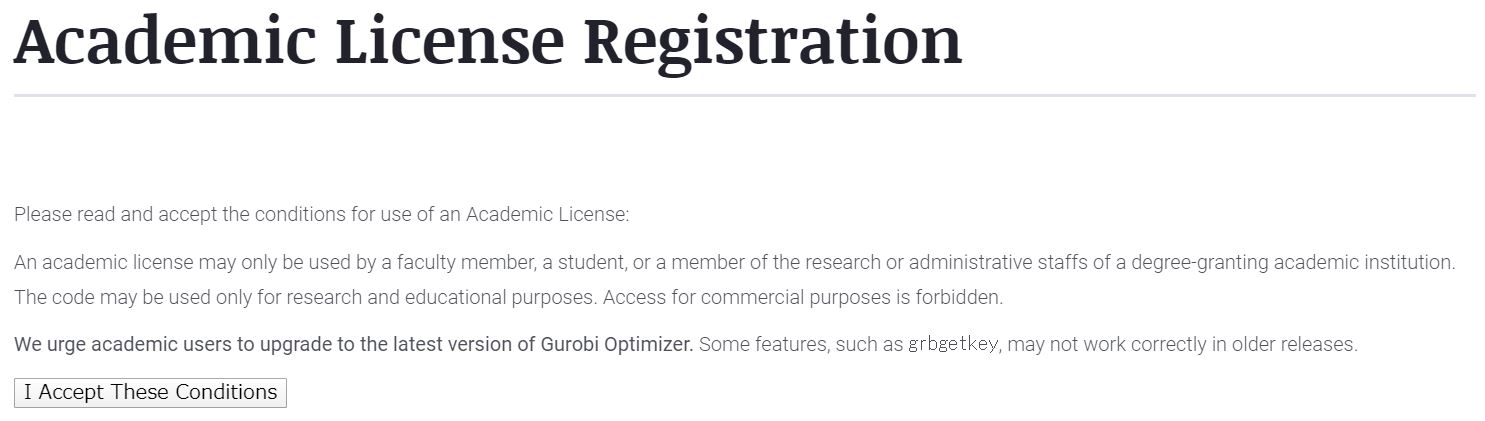 Academic License Registration
Please read and accept the conditions for use of an Academic License:
An academic license may only be used by a faculty member, a student, or a member of the research or administrative staffs of a degree-granting academic institution.
The code may be used only for research and educational purposes. Access for commercial purposes is forbidden.
We urge academic users to upgrade to the latest version of Gurobi Optimizer. Some features, such as grbgetkey, may not work correctly in older releases.
I Accept These Conditions